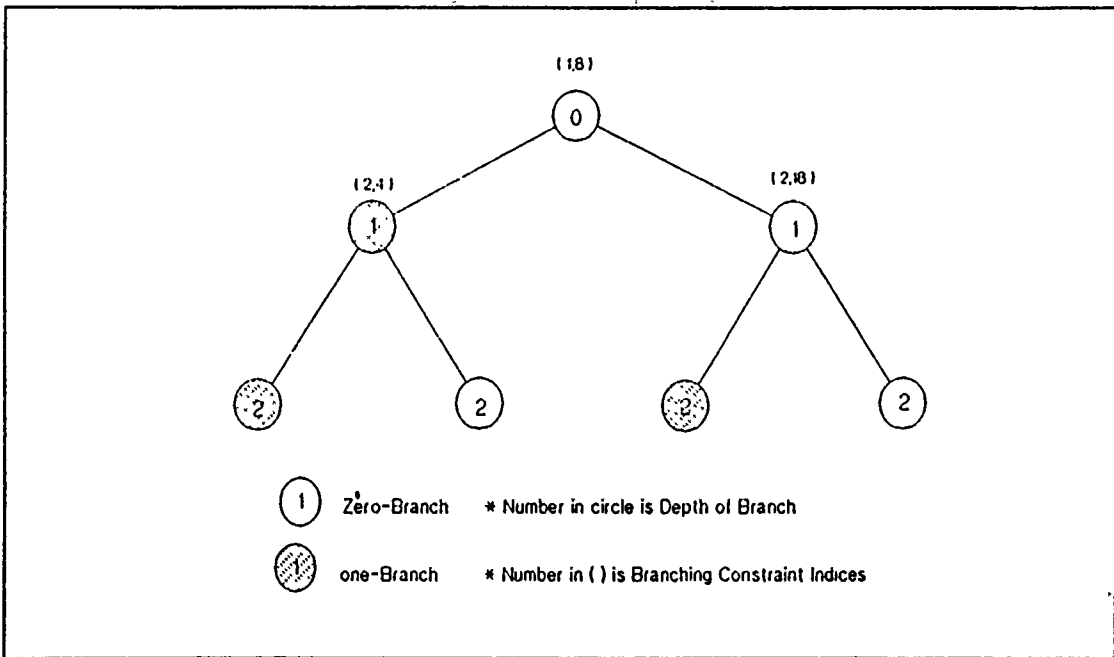 (1,8)
0
(2,4) (2,18)
1 1
2 2 2 2
1 Zero-Branch * Number in circle is Depth of Branch
1 one-Branch * Number in ( ) is Branching Constraint Indices